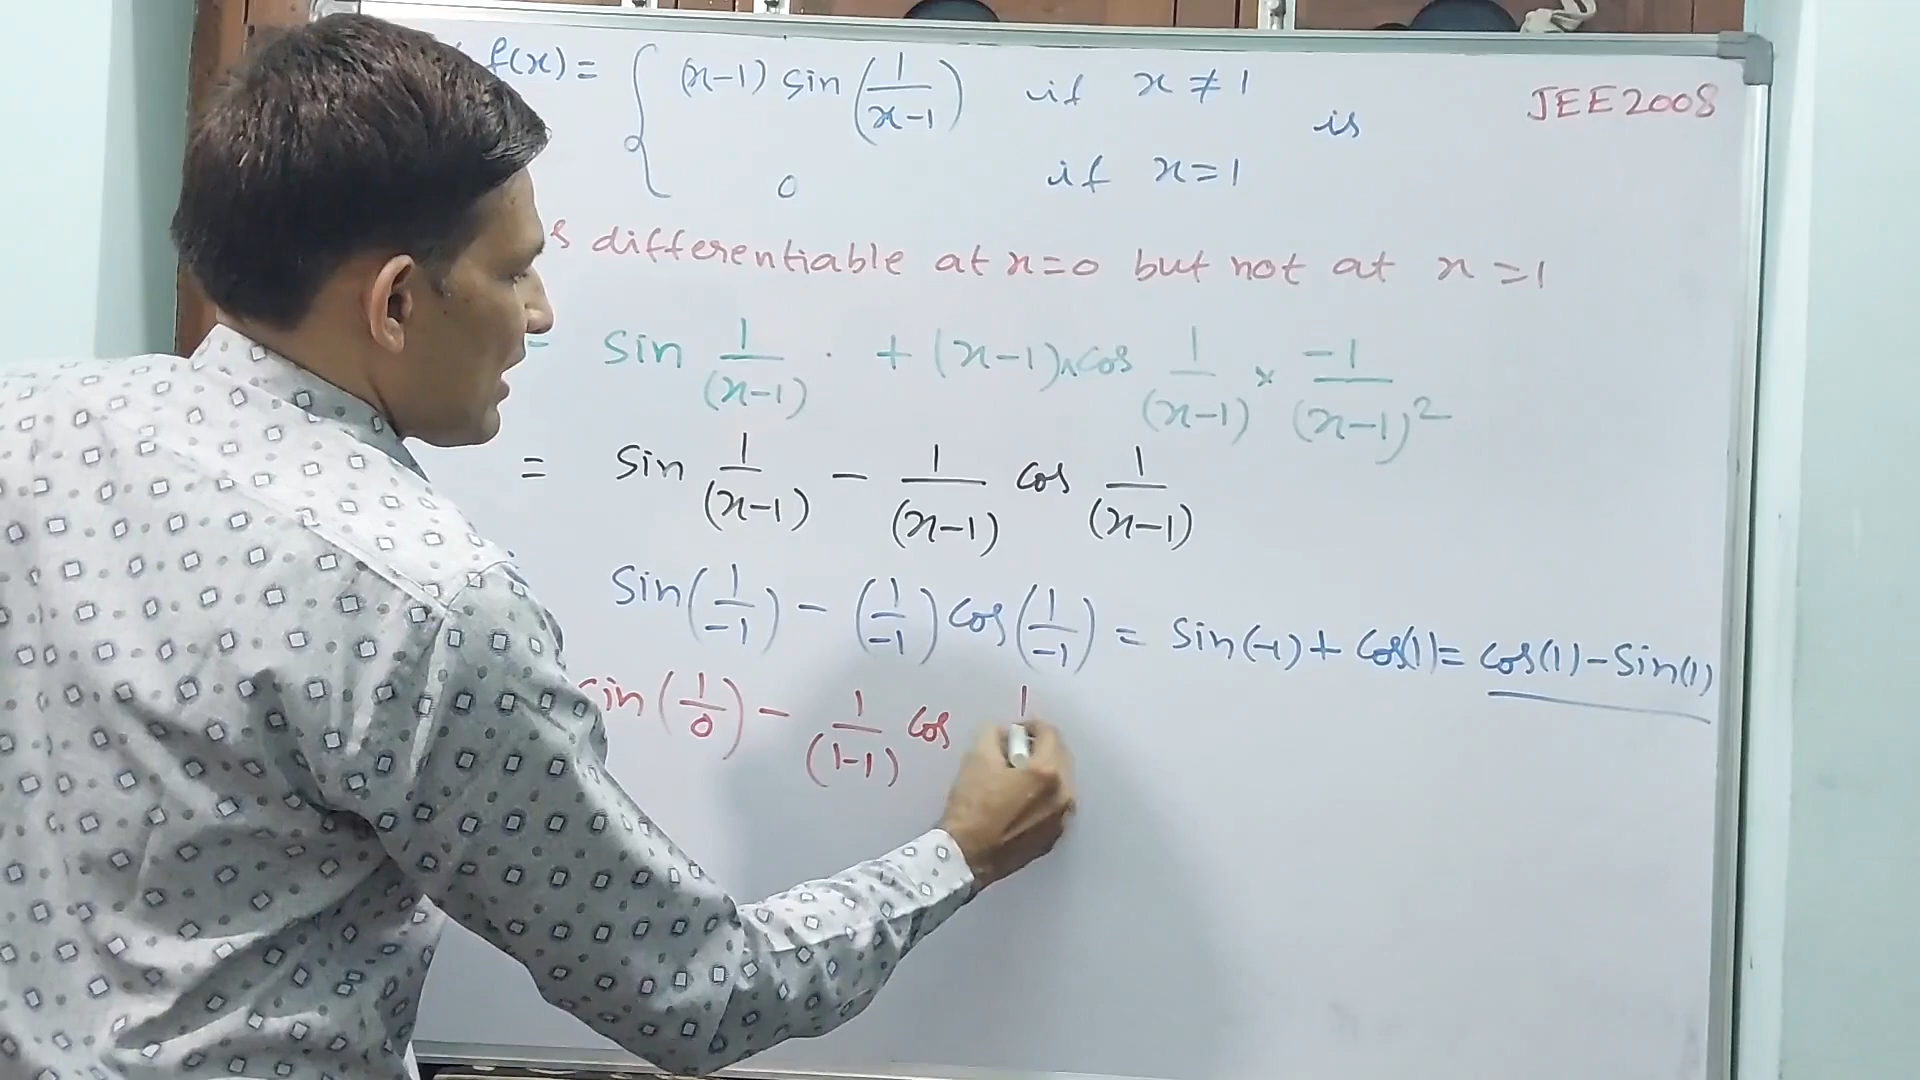 f(x) = { (x-1) sin (1/(x-1)) if x ≠ 1
is
JEE2008
0 if x=1
s differentiable at x=0 but not at x=1
= sin 1/(x-1) . + (x-1)×cos 1/(x-1) × -1/(x-1)²
= sin 1/(x-1) - 1/(x-1) cos 1/(x-1)
sin(1/-1) - (1/-1) cos(1/-1) = sin(-1) + cos(1) = cos(1) - sin(1)
sin(1/0) - 1/(1-1) cos 1